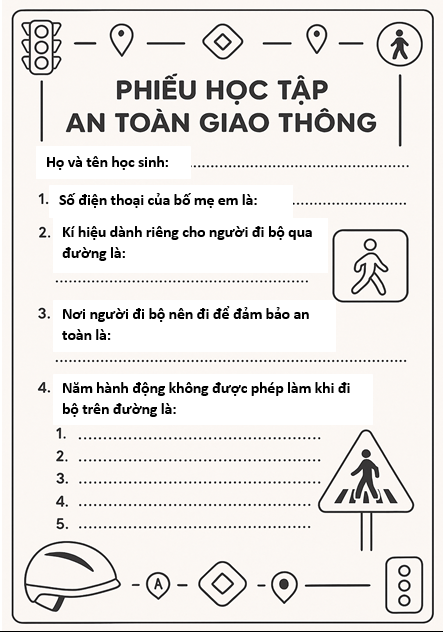 PHIẾU HỌC TẬP
AN TOÀN GIAO THÔNG
Họ và tên học sinh: ................................................
1. Số điện thoại của bố mẹ em là: ..........................
2. Kí hiệu dành riêng cho người đi bộ qua
đường là:
................................................................
3. Nơi người đi bộ nên đi để đảm bảo an
toàn là:
................................................................................
4. Năm hành động không được phép làm khi đi
bộ trên đường là:
1. ......................................................
2. ......................................................
3. ......................................................
4. ....................................................
5. ....................................................
A